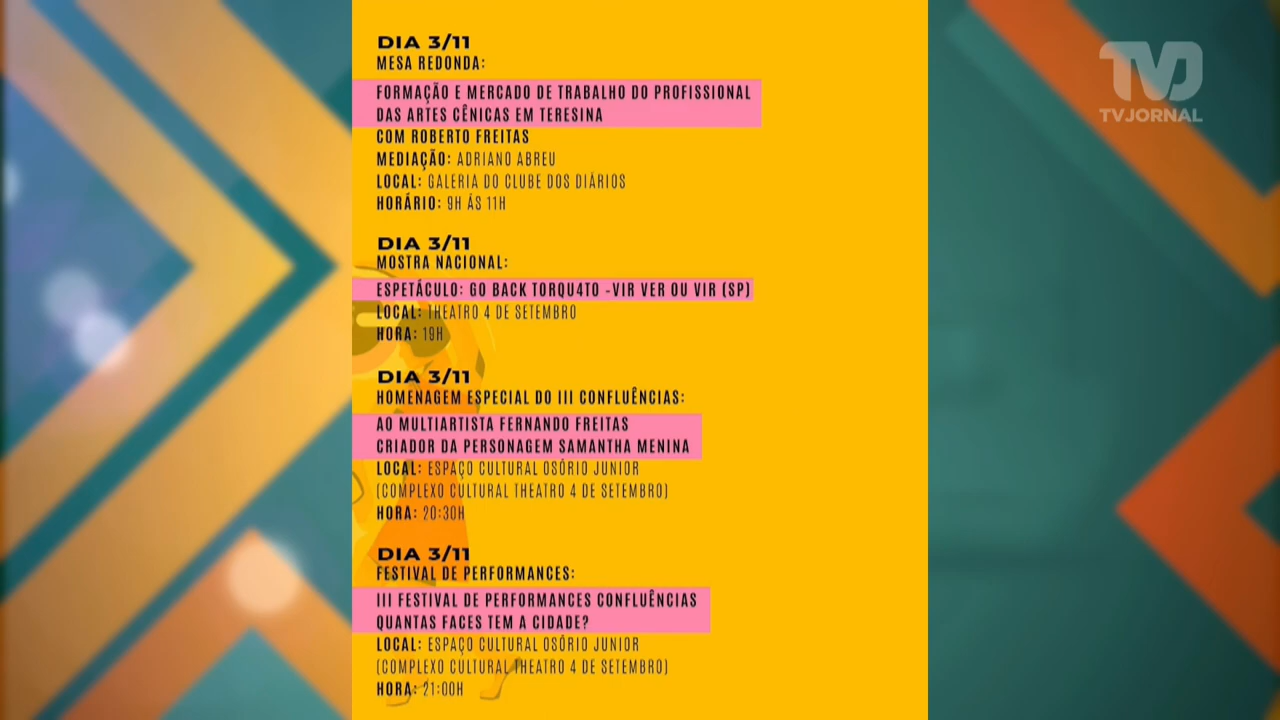 DIA 3/11
MESA REDONDA:
FORMAÇÃO E MERCADO DE TRABALHO DO PROFISSIONAL
DAS ARTES CÊNICAS EM TERESINA
COM ROBERTO FREITAS
MEDIAÇÃO: ADRIANO ABREU
LOCAL: GALERIA DO CLUBE DOS DIÁRIOS
HORÁRIO: 9H ÁS 11H
DIA 3/11
MOSTRA NACIONAL:
ESPETÁCULO: GO BACK TORQU4TO -VIR VER OU VIR (SP)
LOCAL: THEATRO 4 DE SETEMBRO
HORA: 19H
DIA 3/11
HOMENAGEM ESPECIAL DO III CONFLUÊNCIAS:
AO MULTIARTISTA FERNANDO FREITAS
CRIADOR DA PERSONAGEM SAMANTHA MENINA
LOCAL: ESPAÇO CULTURAL OSÓRIO JUNIOR
(COMPLEXO CULTURAL THEATRO 4 DE SETEMBRO)
HORA: 20:30H
DIA 3/11
FESTIVAL DE PERFORMANCES:
III FESTIVAL DE PERFORMANCES CONFLUÊNCIAS
QUANTAS FACES TEM A CIDADE?
LOCAL: ESPAÇO CULTURAL OSÓRIO JUNIOR
(COMPLEXO CULTURAL THEATRO 4 DE SETEMBRO)
HORA: 21:00H
TVJ
TVJORNAL